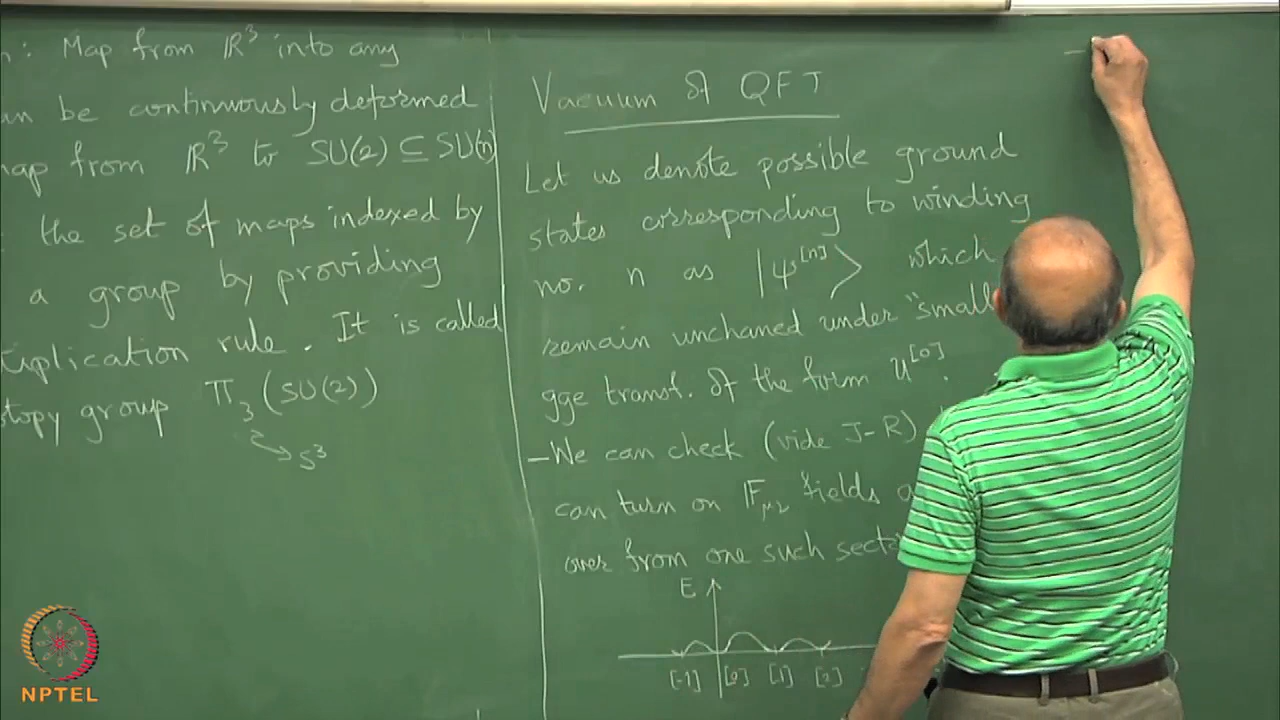 : Map from ℝ³ into any
be continuously deformed
map from ℝ³ to SU(2) ⊆ SU(n)
the set of maps indexed by
a group by providing
tiplication rule. It is called
topy group π₃(SU(2))
→ S³
Vacuum of QFT
Let us denote possible ground
states corresponding to winding
no. n as |ψ^[n]⟩ which
remain unchaned under "small
gge transf. of the form u^[0].
- We can check (vide J-R)
can turn on F_μν fields
over from one such sect
E
[-1] [0] [1] [2]
NPTEL